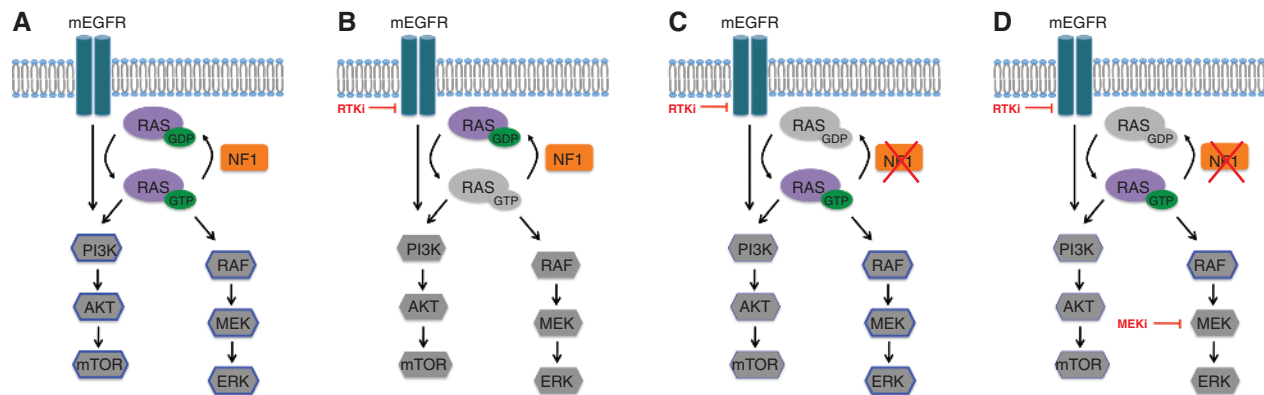 A
mEGFR
RAS
GDP
NF1
RAS
GTP
PI3K
RAF
AKT
MEK
mTOR
ERK
B
mEGFR
RTKi
RAS
GDP
NF1
RAS
GTP
PI3K
RAF
AKT
MEK
mTOR
ERK
C
mEGFR
RTKi
RAS
GDP
NF1
RAS
GTP
PI3K
RAF
AKT
MEK
mTOR
ERK
D
mEGFR
RTKi
RAS
GDP
NF1
RAS
GTP
PI3K
RAF
AKT
MEKi
MEK
mTOR
ERK